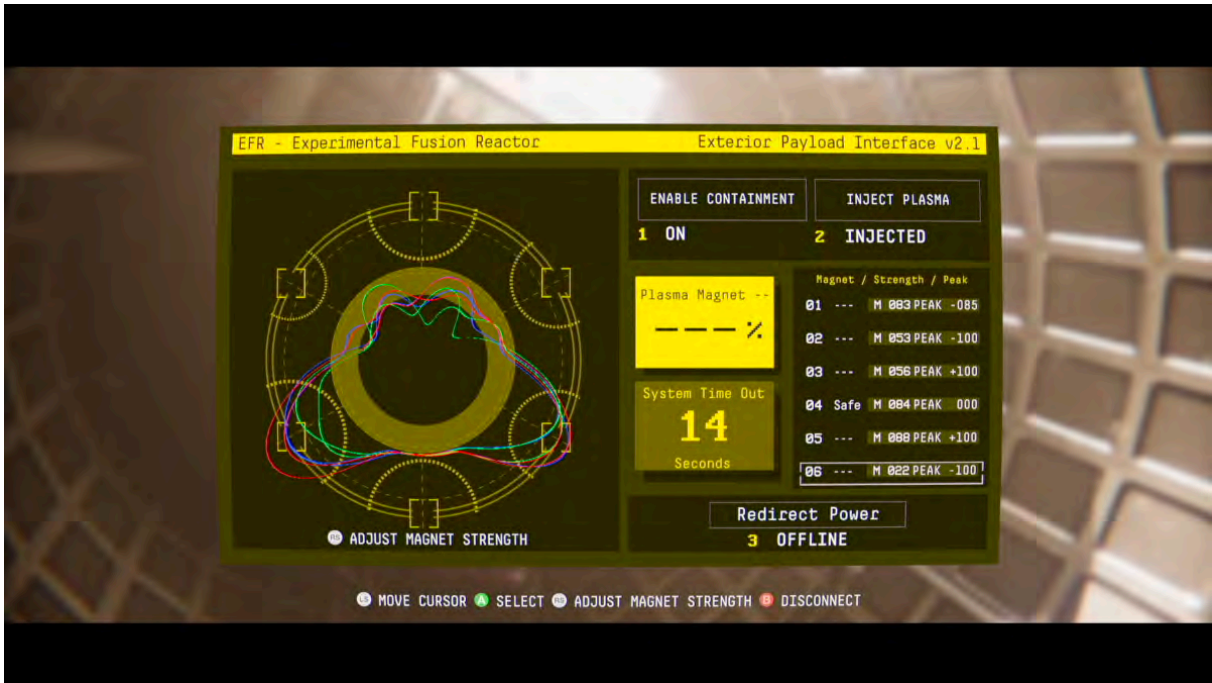 EFR - Experimental Fusion Reactor Exterior Payload Interface v2.1
ENABLE CONTAINMENT INJECT PLASMA
1 ON 2 INJECTED
Plasma Magnet --
---%
System Time Out
14
Seconds
Magnet / Strength / Peak
01 --- M 083 PEAK -085
02 --- M 053 PEAK -100
03 --- M 056 PEAK +100
04 Safe M 084 PEAK 000
05 --- M 088 PEAK +100
06 --- M 022 PEAK -100
Redirect Power
3 OFFLINE
RS ADJUST MAGNET STRENGTH
LS MOVE CURSOR A SELECT RS ADJUST MAGNET STRENGTH B DISCONNECT